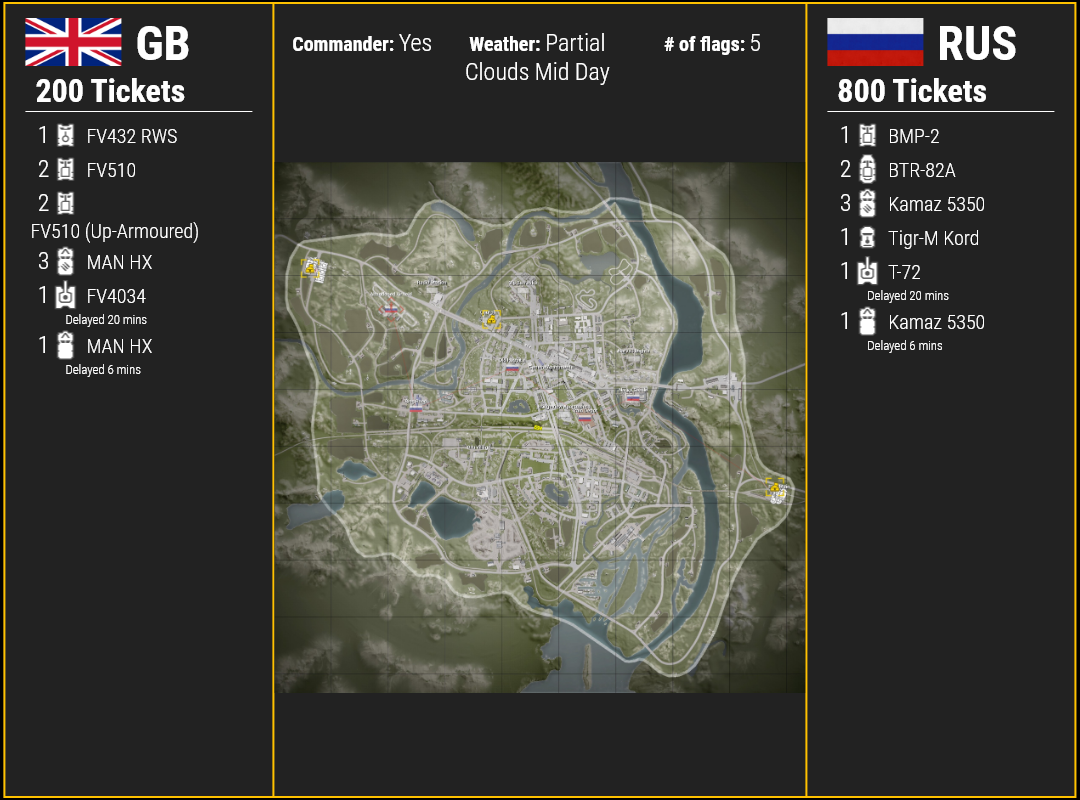 GB
200 Tickets
1 FV432 RWS
2 FV510
2
FV510 (Up-Armoured)
3 MAN HX
1 FV4034
Delayed 20 mins
1 MAN HX
Delayed 6 mins
Commander: Yes
Weather: Partial
Clouds Mid Day
# of flags: 5
RUS
800 Tickets
1 BMP-2
2 BTR-82A
3 Kamaz 5350
1 Tigr-M Kord
1 T-72
Delayed 20 mins
1 Kamaz 5350
Delayed 6 mins